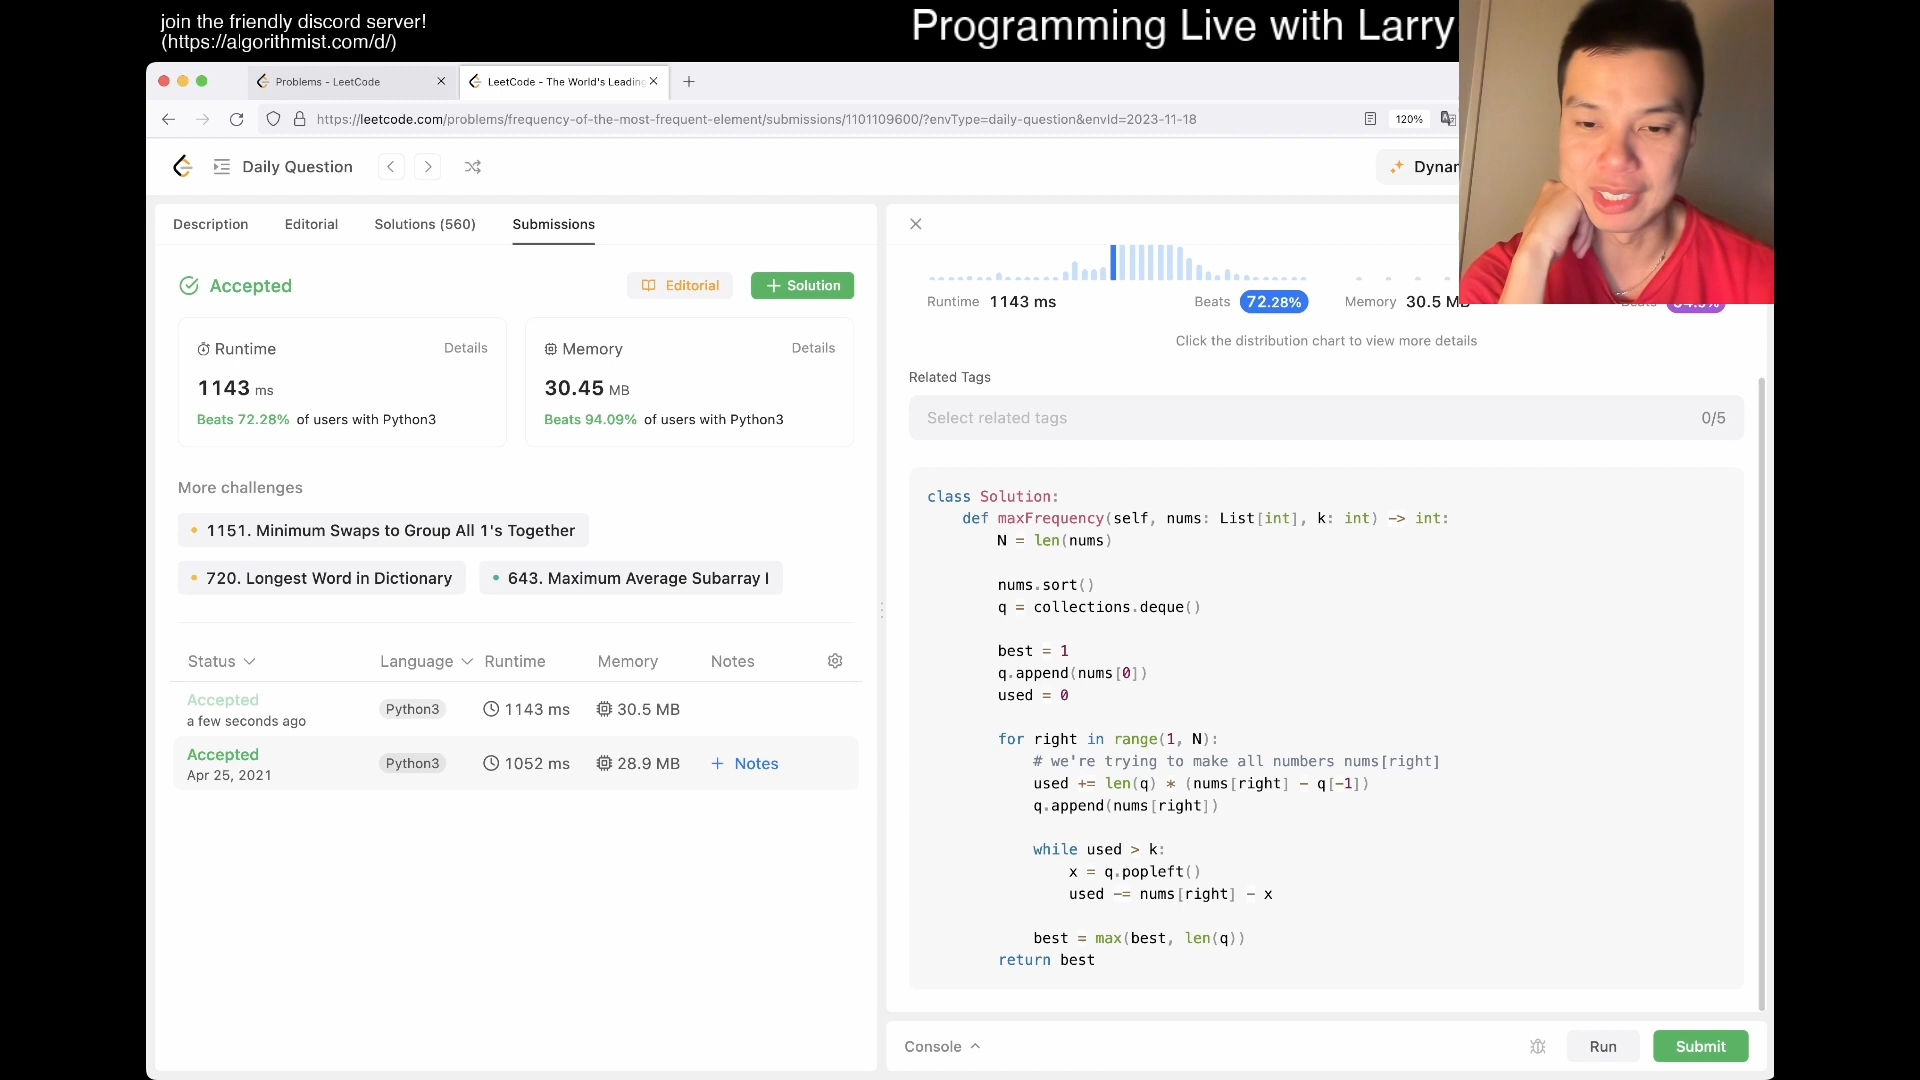 join the friendly discord server!
(https://algorithmist.com/d/)
Programming Live with Larry
Problems - LeetCode
LeetCode - The World's Leading
https://leetcode.com/problems/frequency-of-the-most-frequent-element/submissions/1101109600/?envType=daily-question&envId=2023-11-18
120%
Daily Question
Dynam
Description
Editorial
Solutions (560)
Submissions
Accepted
Editorial
Solution
Runtime
Details
1143 ms
Beats 72.28% of users with Python3
Memory
Details
30.45 MB
Beats 94.09% of users with Python3
More challenges
1151. Minimum Swaps to Group All 1's Together
720. Longest Word in Dictionary
643. Maximum Average Subarray I
Status
Language
Runtime
Memory
Notes
Accepted
a few seconds ago
Python3
1143 ms
30.5 MB
Accepted
Apr 25, 2021
Python3
1052 ms
28.9 MB
+ Notes
Runtime 1143 ms
Beats 72.28%
Memory 30.5 MB
Click the distribution chart to view more details
Related Tags
Select related tags
0/5
class Solution:
def maxFrequency(self, nums: List[int], k: int) -> int:
N = len(nums)
nums.sort()
q = collections.deque()
best = 1
q.append(nums[0])
used = 0
for right in range(1, N):
# we're trying to make all numbers nums[right]
used += len(q) * (nums[right] - q[-1])
q.append(nums[right])
while used > k:
x = q.popleft()
used -= nums[right] - x
best = max(best, len(q))
return best
Console
Run
Submit